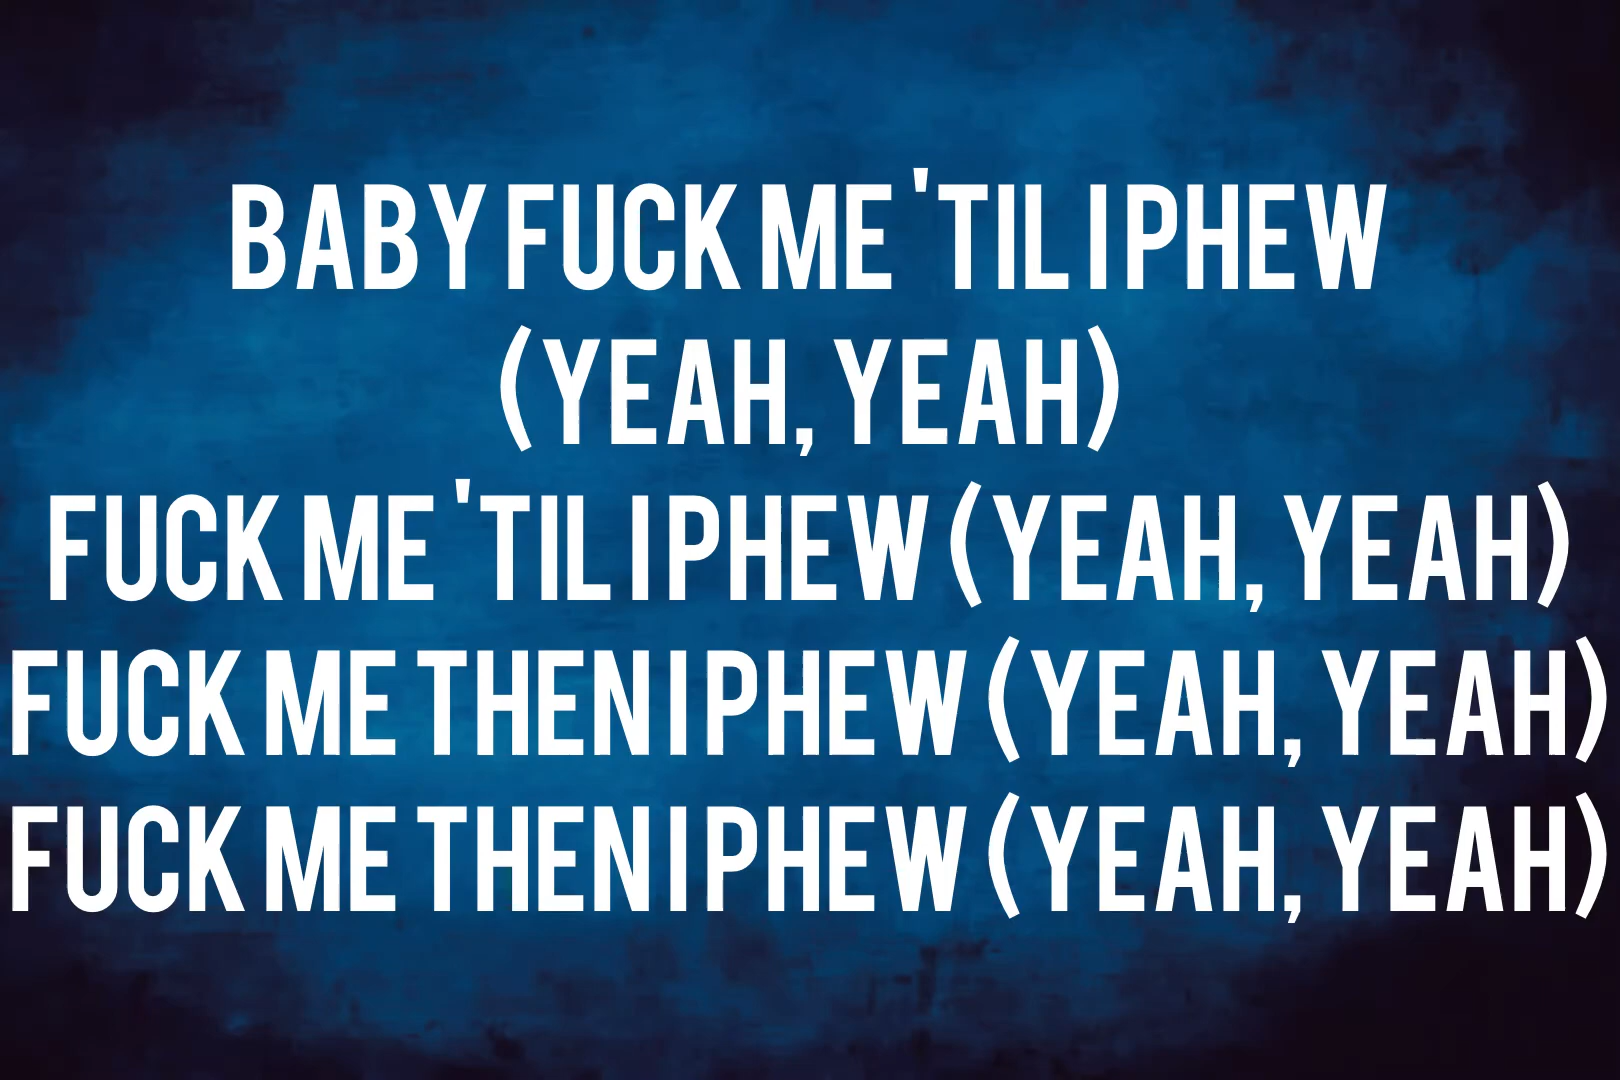 BABY FUCK ME 'TIL I PHEW
(YEAH, YEAH)
FUCK ME 'TIL I PHEW (YEAH, YEAH)
FUCK ME THEN I PHEW (YEAH, YEAH)
FUCK ME THEN I PHEW (YEAH, YEAH)